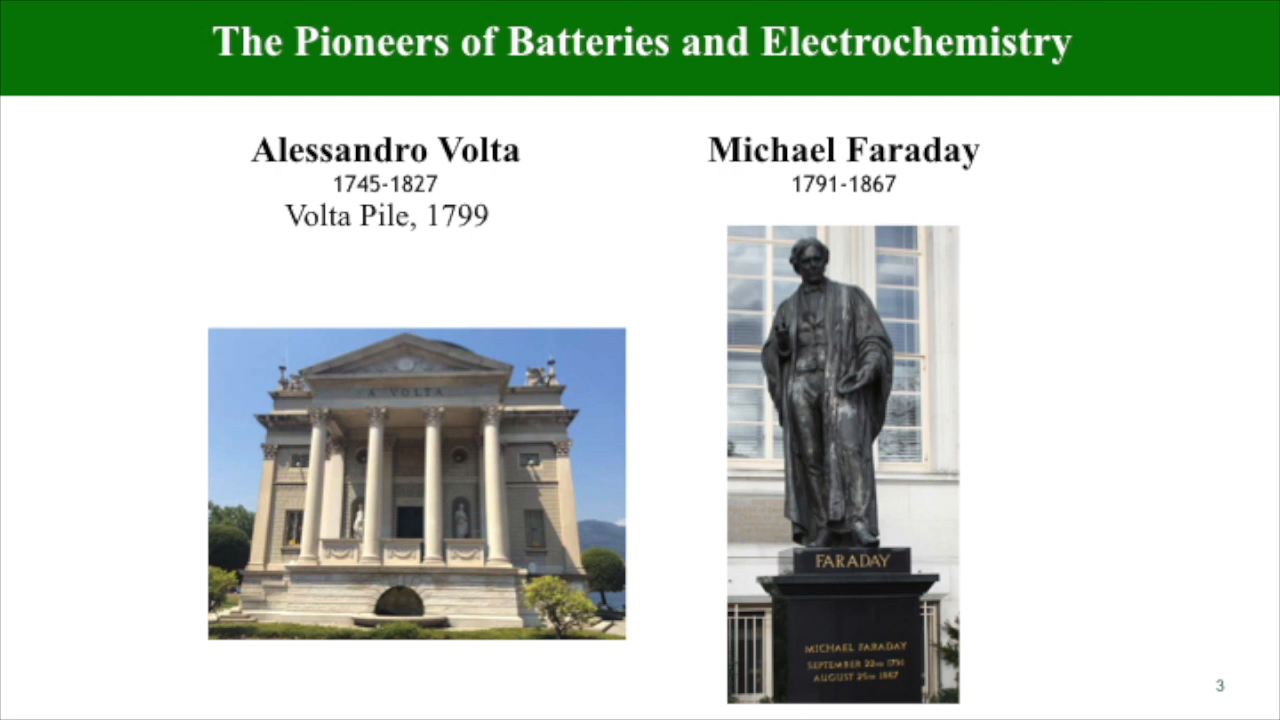 The Pioneers of Batteries and Electrochemistry
Alessandro Volta
1745-1827
Volta Pile, 1799
Michael Faraday
1791-1867
A VOLTA
FARADAY
MICHAEL FARADAY
SEPTEMBER 22ND 1791
AUGUST 25TH 1867
3